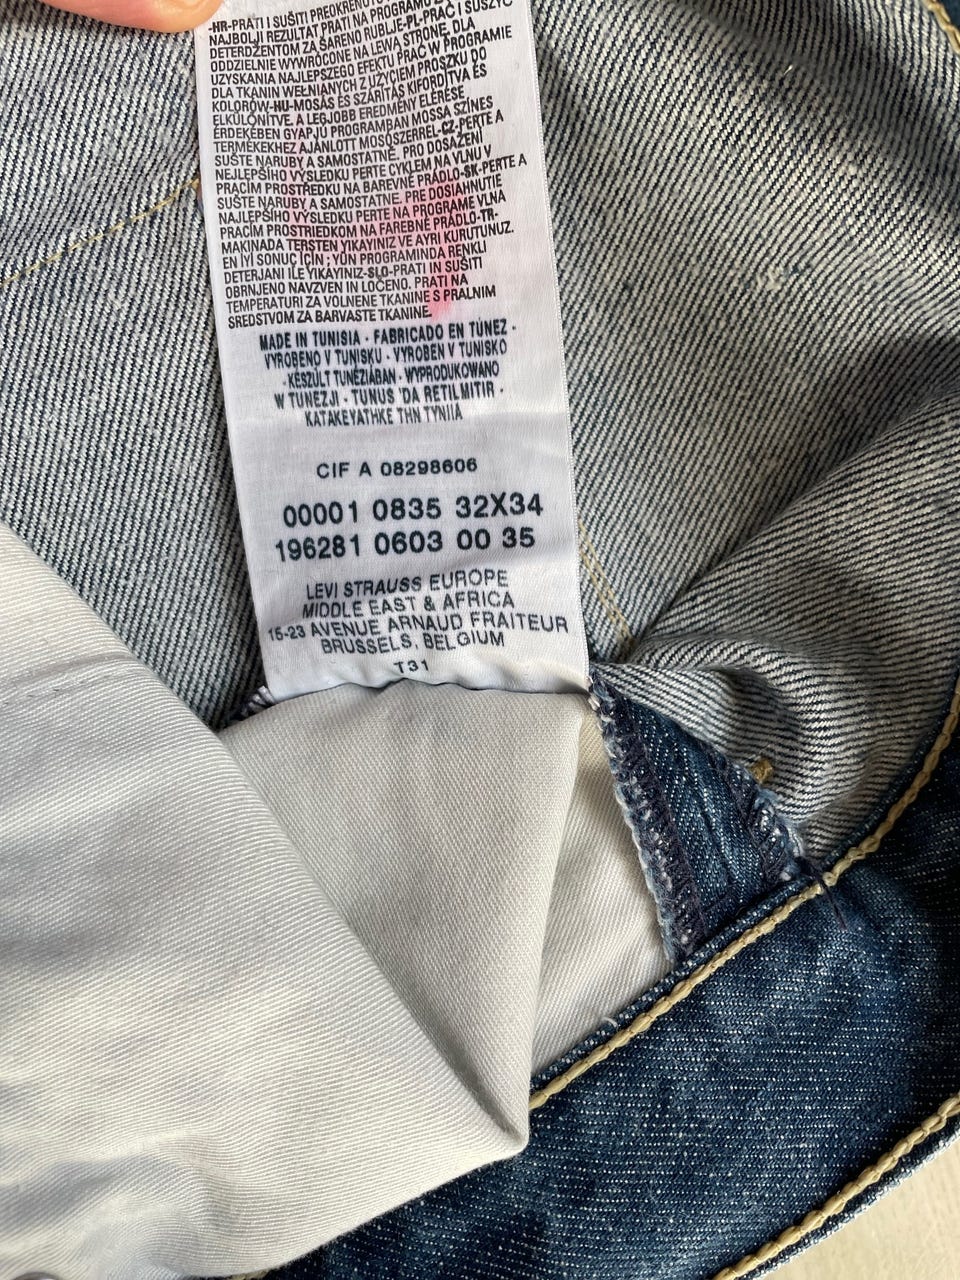 -HR-PRATI I SUŠITI PREOKRENUTO
NAJBOLJI REZULTAT PRATI NA PROGRAMU Z
DETERDŽENTOM ZA ŠARENO RUBLJE-PL-PRAĆ I SUSZYĆ
ODDZIELNIE WYWRÓCONE NA LEWĄ STRONĘ, DLA
UZYSKANIA NAJLEPSZEGO EFEKTU PRAĆ W PROGRAMIE
DLA TKANIN WEŁNIANYCH Z UŻYCIEM PROSZKU DO
KOLORÓW-HU-MOSÁS ÉS SZÁRÍTÁS KIFORDÍTVA ÉS
ELKÜLÖNÍTVE. A LEGJOBB EREDMÉNY ELÉRÉSE
ÉRDEKÉBEN GYAPJÚ PROGRAMBAN MOSSA SZÍNES
TERMÉKEKHEZ AJÁNLOTT MOSÓSZERREL-CZ-PERTE A
SUŠTE NARUBY A SAMOSTATNĚ. PRO DOSAŽENÍ
NEJLEPŠÍHO VÝSLEDKU PERTE CYKLEM NA VLNU V
PRACÍM PROSTŘEDKU NA BAREVNÉ PRÁDLO-SK-PERTE A
SUŠTE NARUBY A SAMOSTATNE. PRE DOSIAHNUTIE
NAJLEPŠIEHO VÝSLEDKU PERTE NA PROGRAME VLNA
PRACÍM PROSTRIEDKOM NA FAREBNÉ PRÁDLO-TR-
MAKINADA TERSTEN YIKAYINIZ VE AYRI KURUTUNUZ.
EN İYİ SONUÇ İÇİN ; YÜN PROGRAMINDA RENKLI
DETERJANI ILE YIKAYINIZ-SLO-PRATI IN SUŠITI
OBRNJENO NAVZVEN IN LOČENO. PRATI NA
TEMPERATURI ZA VOLNENE TKANINE S PRALNIM
SREDSTVOM ZA BARVASTE TKANINE.
MADE IN TUNISIA - FABRICADO EN TÚNEZ -
VYROBENO V TUNISKU - VYROBEN V TUNISKO
- KÉSZÜLT TUNÉZIÁBAN - WYPRODUKOWANO
W TUNEZJI - TUNUS 'DA RETILMITIR -
KATAKEYATHKE THN TYNIIA
CIF A 08298606
00001 0835 32X34
196281 0603 00 35
LEVI STRAUSS EUROPE
MIDDLE EAST & AFRICA
15-23 AVENUE ARNAUD FRAITEUR
BRUSSELS, BELGIUM
T31